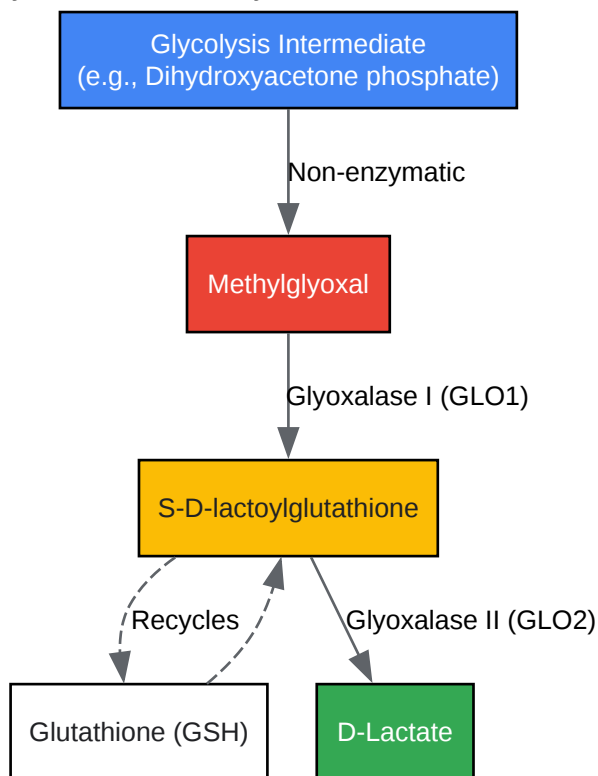 Glycolysis Intermediate
(e.g., Dihydroxyacetone phosphate)
Non-enzymatic
Methylglyoxal
Glyoxalase I (GLO1)
S-D-lactoylglutathione
Recycles
Glyoxalase II (GLO2)
Glutathione (GSH)
D-Lactate